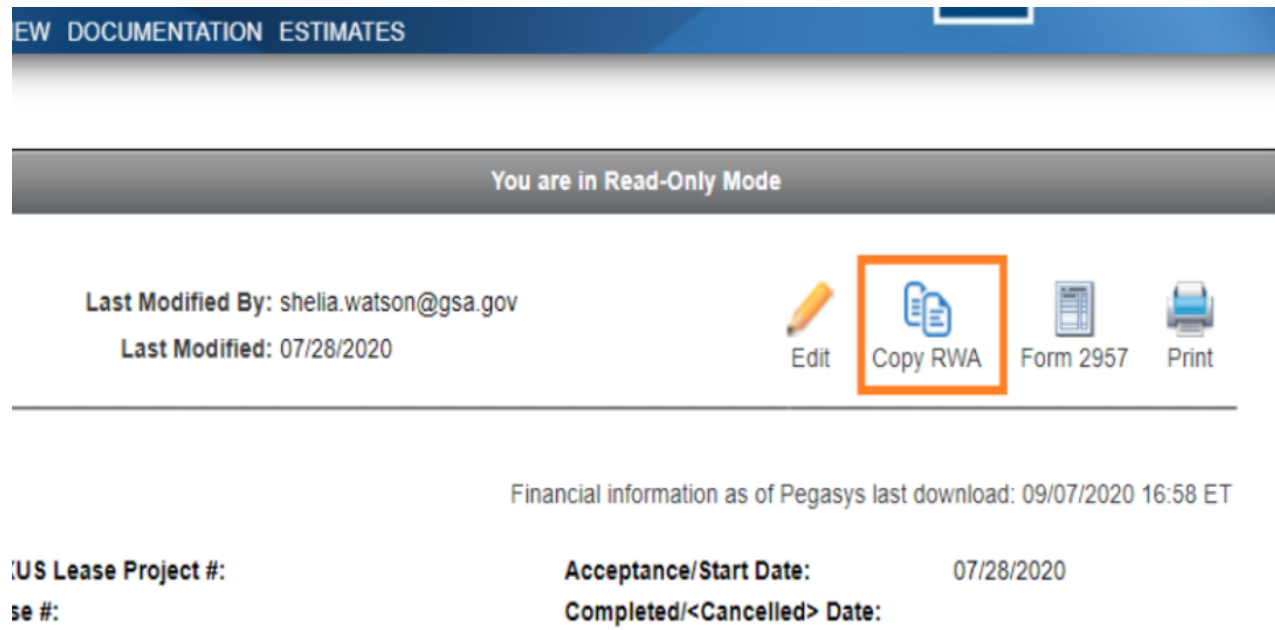 EW DOCUMENTATION ESTIMATES
You are in Read-Only Mode
Last Modified By: shelia.watson@gsa.gov
Last Modified: 07/28/2020
Edit Copy RWA Form 2957 Print
Financial information as of Pegasys last download: 09/07/2020 16:58 ET
XUS Lease Project #: Acceptance/Start Date: 07/28/2020
se #: Completed/<Cancelled> Date: